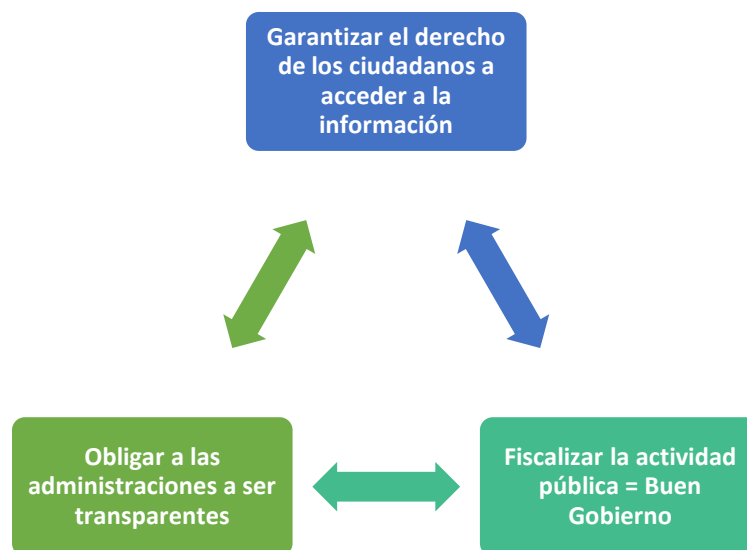 Garantizar el derecho
de los ciudadanos a
acceder a la
información
Obligar a las
administraciones a ser
transparentes
Fiscalizar la actividad
pública = Buen
Gobierno